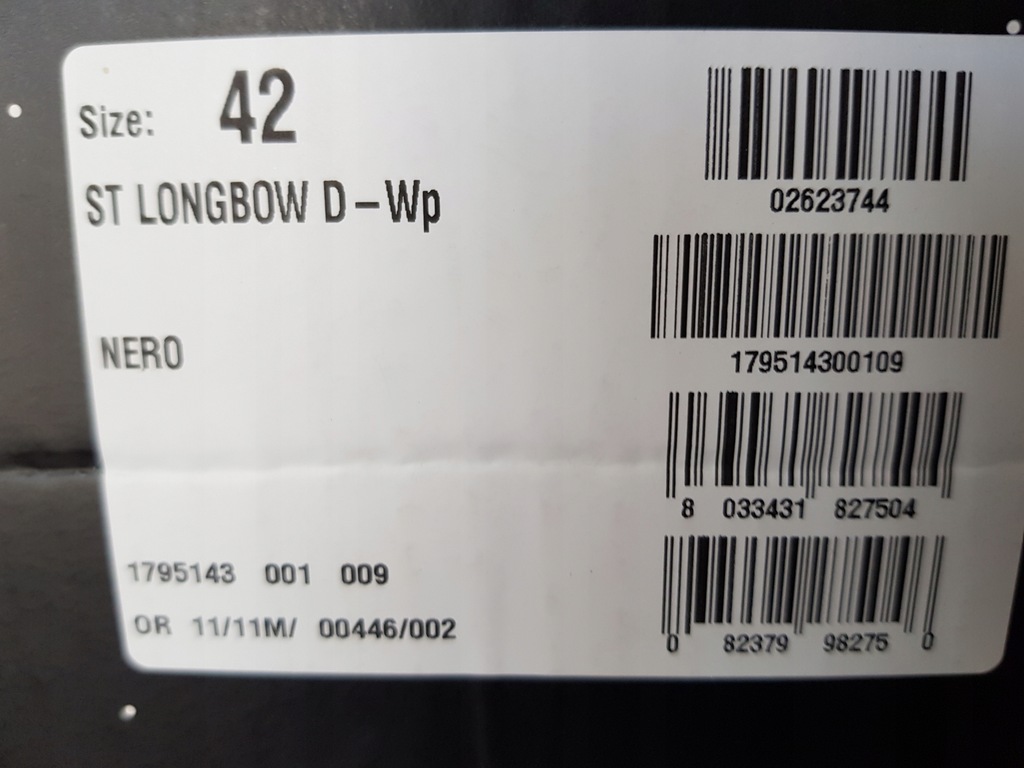 Size: 42
ST LONGBOW D-Wp
NERO
1795143 001 009
OR 11/11M/ 00446/002
02623744
179514300109
8 033431 827504
0 82379 98275 0